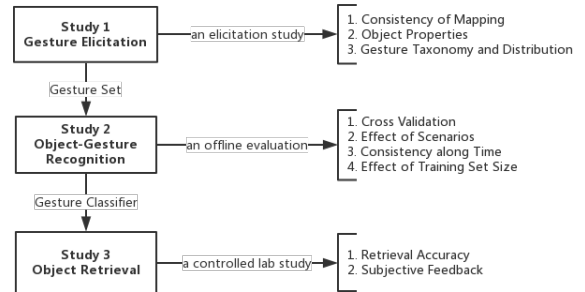 Study 1
Gesture Elicitation
an elicitation study
1. Consistency of Mapping
2. Object Properties
3. Gesture Taxonomy and Distribution
Gesture Set
Study 2
Object-Gesture
Recognition
an offline evaluation
1. Cross Validation
2. Effect of Scenarios
3. Consistency along Time
4. Effect of Training Set Size
Gesture Classifier
Study 3
Object Retrieval
a controlled lab study
1. Retrieval Accuracy
2. Subjective Feedback